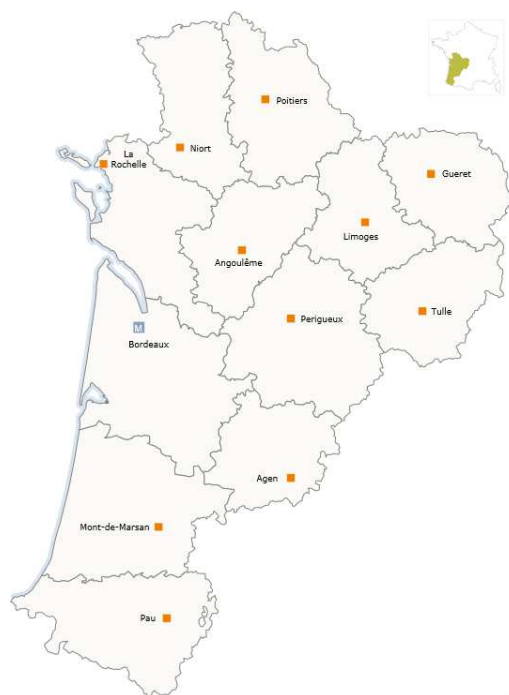 Poitiers
Niort
La
Rochelle
Gueret
Limoges
Angoulême
Tulle
Perigueux
M
Bordeaux
Agen
Mont-de-Marsan
Pau